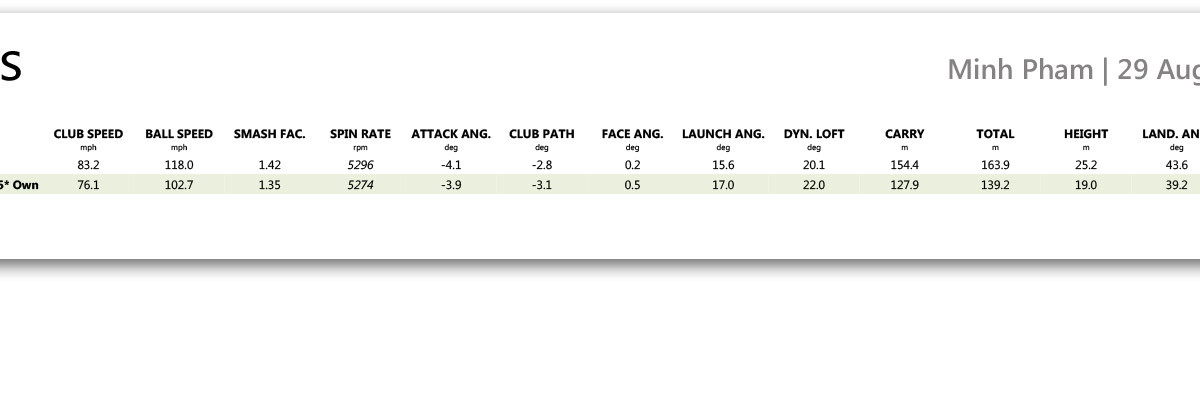 S
Minh Pham | 29 Aug
CLUB SPEED BALL SPEED SMASH FAC. SPIN RATE ATTACK ANG. CLUB PATH FACE ANG. LAUNCH ANG. DYN. LOFT CARRY TOTAL HEIGHT LAND. AN
mph mph rpm deg deg deg deg deg m m m deg
83.2 118.0 1.42 5296 -4.1 -2.8 0.2 15.6 20.1 154.4 163.9 25.2 43.6
5* Own 76.1 102.7 1.35 5274 -3.9 -3.1 0.5 17.0 22.0 127.9 139.2 19.0 39.2